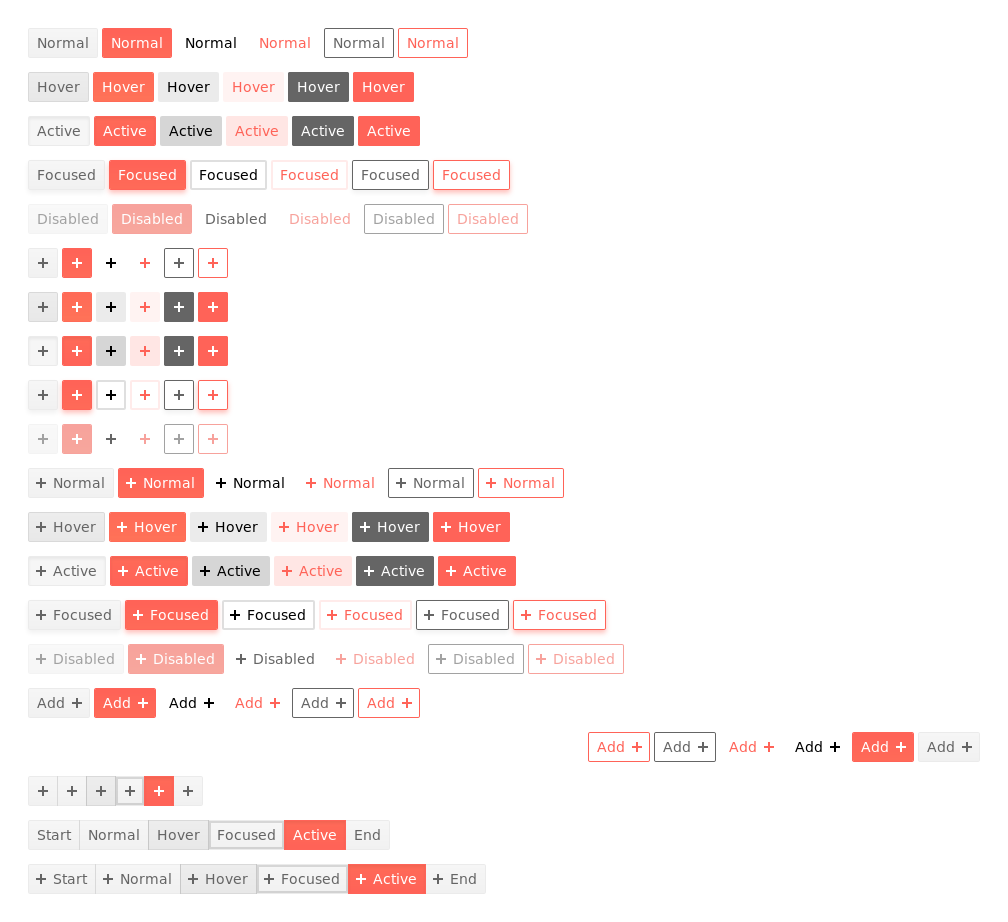 Normal Normal Normal Normal Normal Normal
Hover Hover Hover Hover Hover Hover
Active Active Active Active Active Active
Focused Focused Focused Focused Focused Focused
Disabled Disabled Disabled Disabled Disabled Disabled
+ + + + + +
+ + + + + +
+ + + + + +
+ + + + + +
+ + + + + +
+ Normal + Normal + Normal + Normal + Normal + Normal
+ Hover + Hover + Hover + Hover + Hover + Hover
+ Active + Active + Active + Active + Active + Active
+ Focused + Focused + Focused + Focused + Focused + Focused
+ Disabled + Disabled + Disabled + Disabled + Disabled + Disabled
Add + Add + Add + Add + Add + Add +
Add + Add + Add + Add + Add + Add +
+ + + + + +
Start Normal Hover Focused Active End
+ Start + Normal + Hover + Focused + Active + End